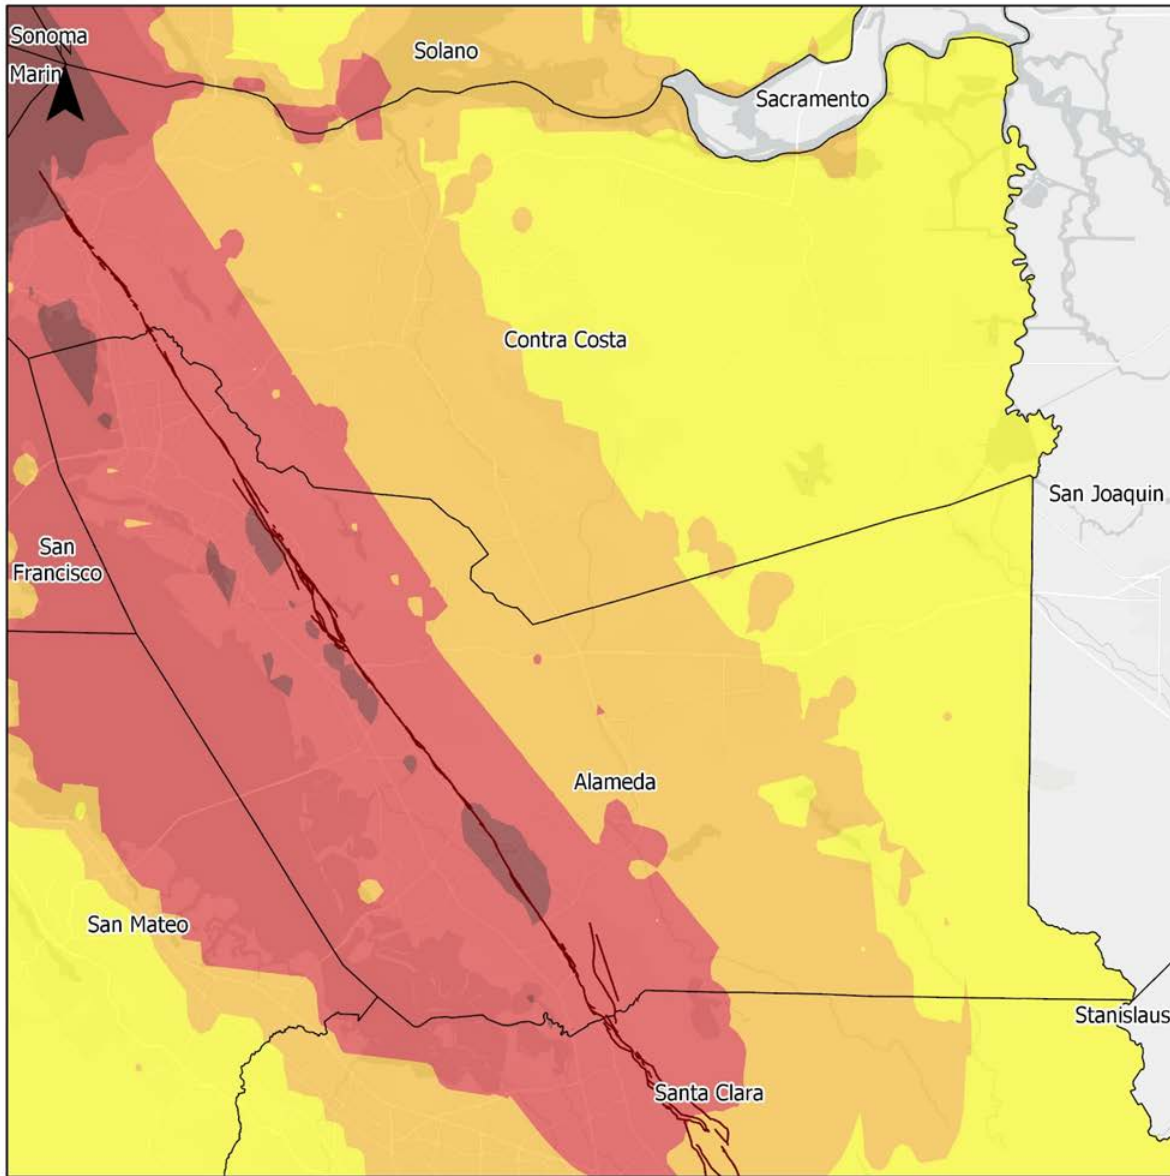 Sonoma
Marin
Solano
Sacramento
Contra Costa
San Joaquin
San
Francisco
Alameda
San Mateo
Stanislaus
Santa Clara